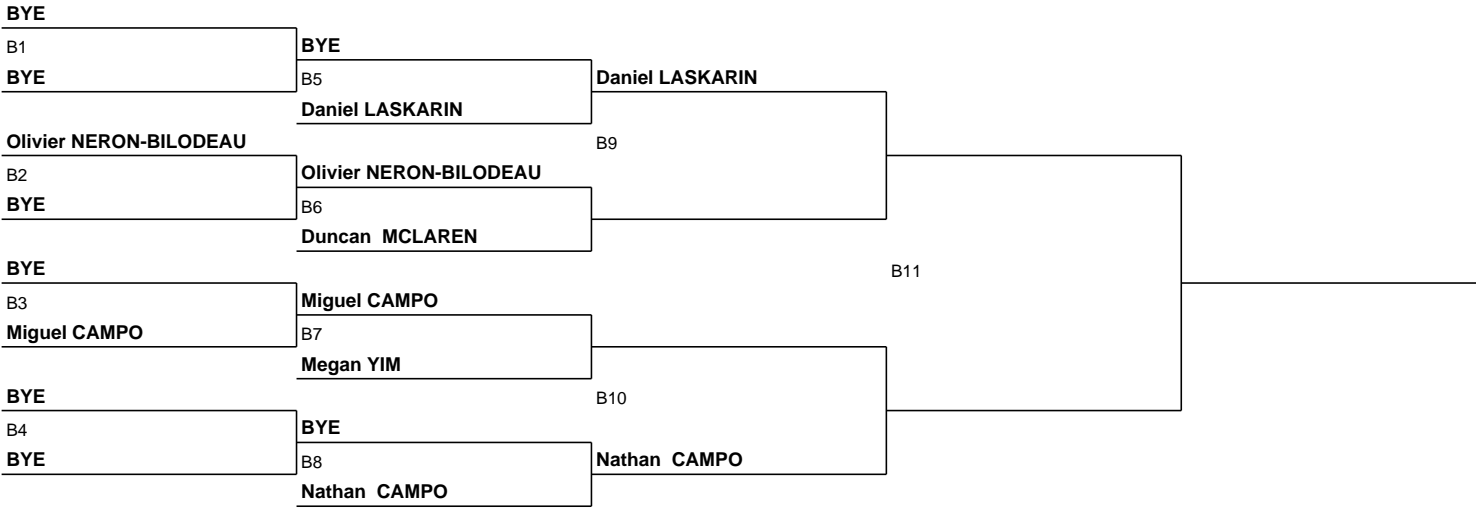 BYE
B1
BYE
BYE
B5
Daniel LASKARIN
Daniel LASKARIN
Olivier NERON-BILODEAU
B9
B2
Olivier NERON-BILODEAU
BYE
B6
Duncan MCLAREN
BYE
B11
B3
Miguel CAMPO
Miguel CAMPO
B7
Megan YIM
BYE
B10
B4
BYE
BYE
B8
Nathan CAMPO
Nathan CAMPO